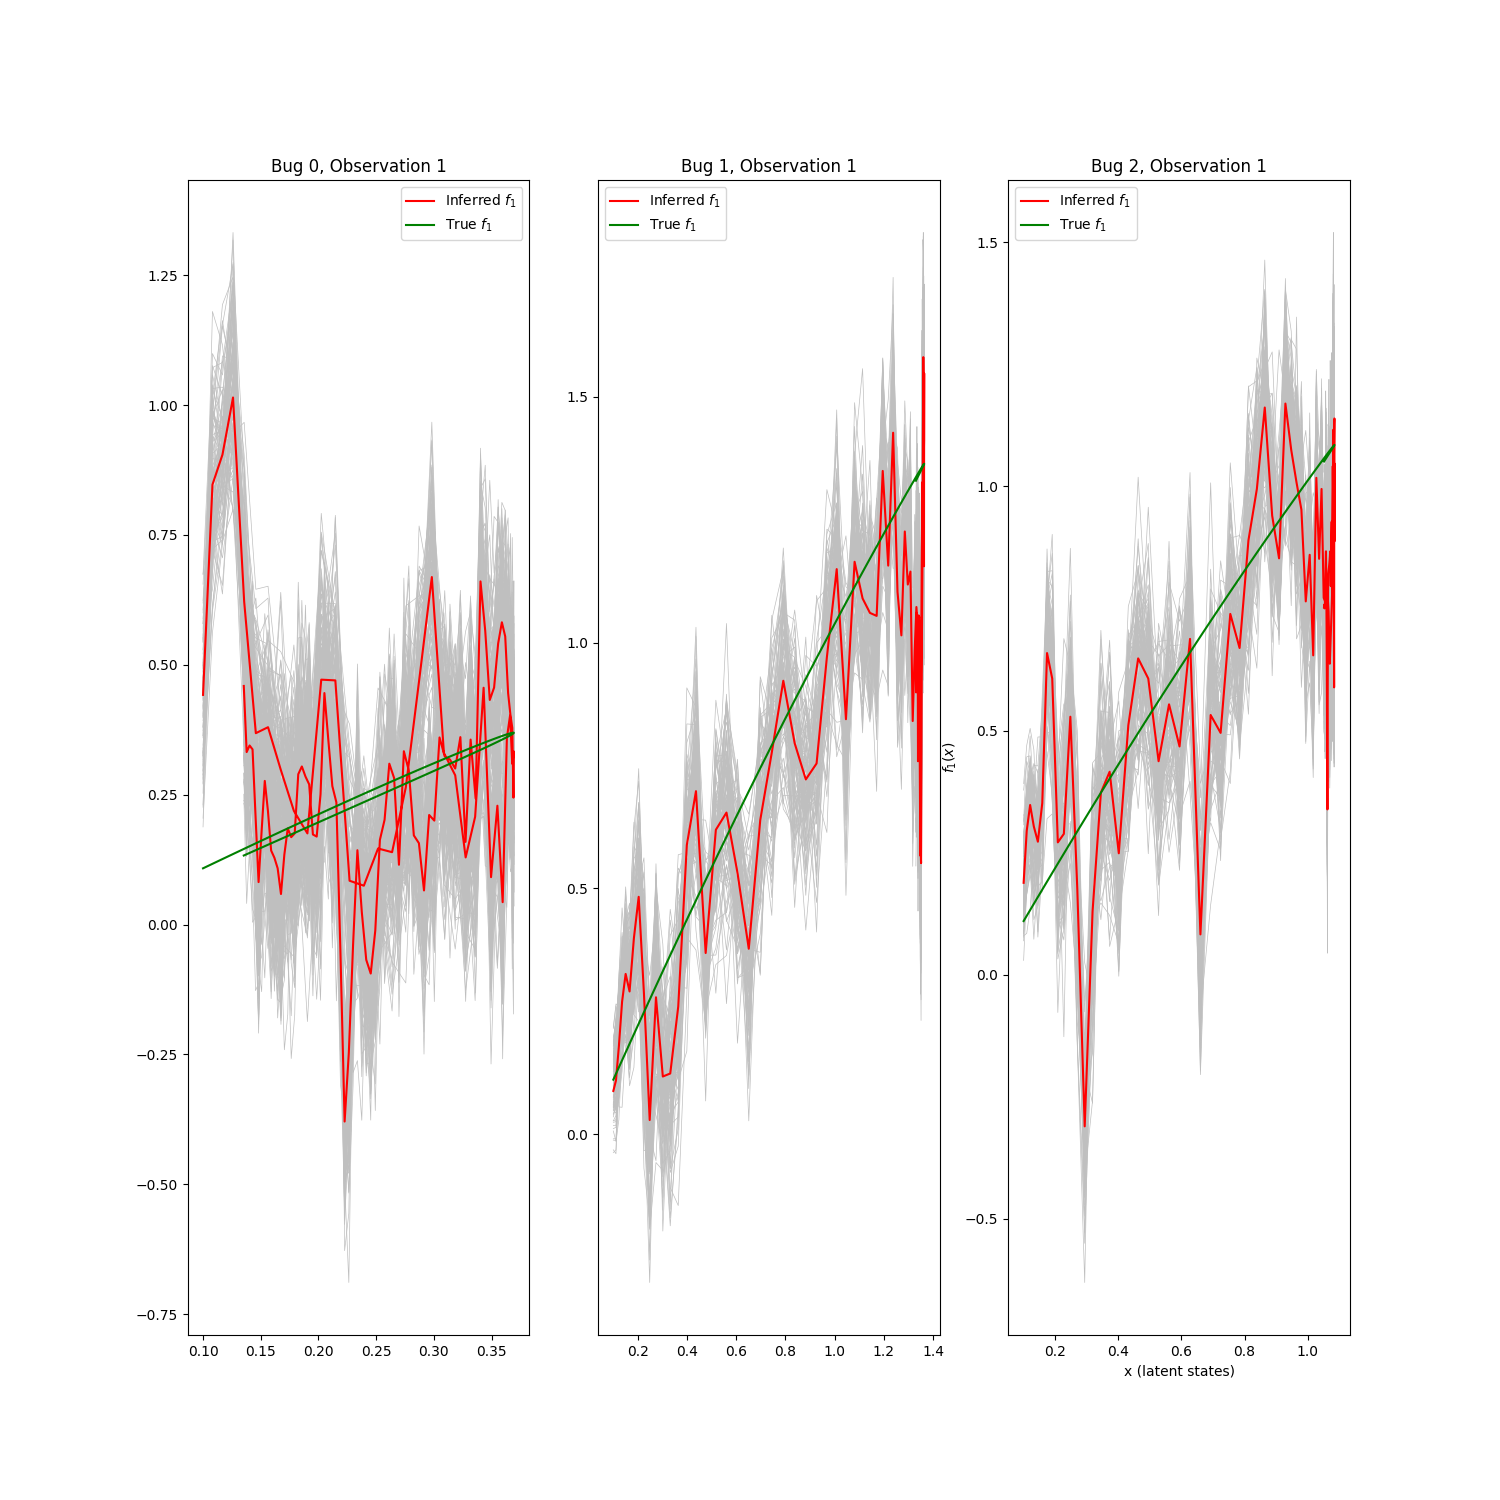 Bug 0, Observation 1
Inferred f₁
True f₁
1.25
1.00
0.75
0.50
0.25
0.00
−0.25
−0.50
−0.75
0.10 0.15 0.20 0.25 0.30 0.35
Bug 1, Observation 1
Inferred f₁
True f₁
1.5
1.0
0.5
0.0
0.2 0.4 0.6 0.8 1.0 1.2 1.4
Bug 2, Observation 1
Inferred f₁
True f₁
f₁(x)
1.5
1.0
0.5
0.0
−0.5
0.2 0.4 0.6 0.8 1.0
x (latent states)